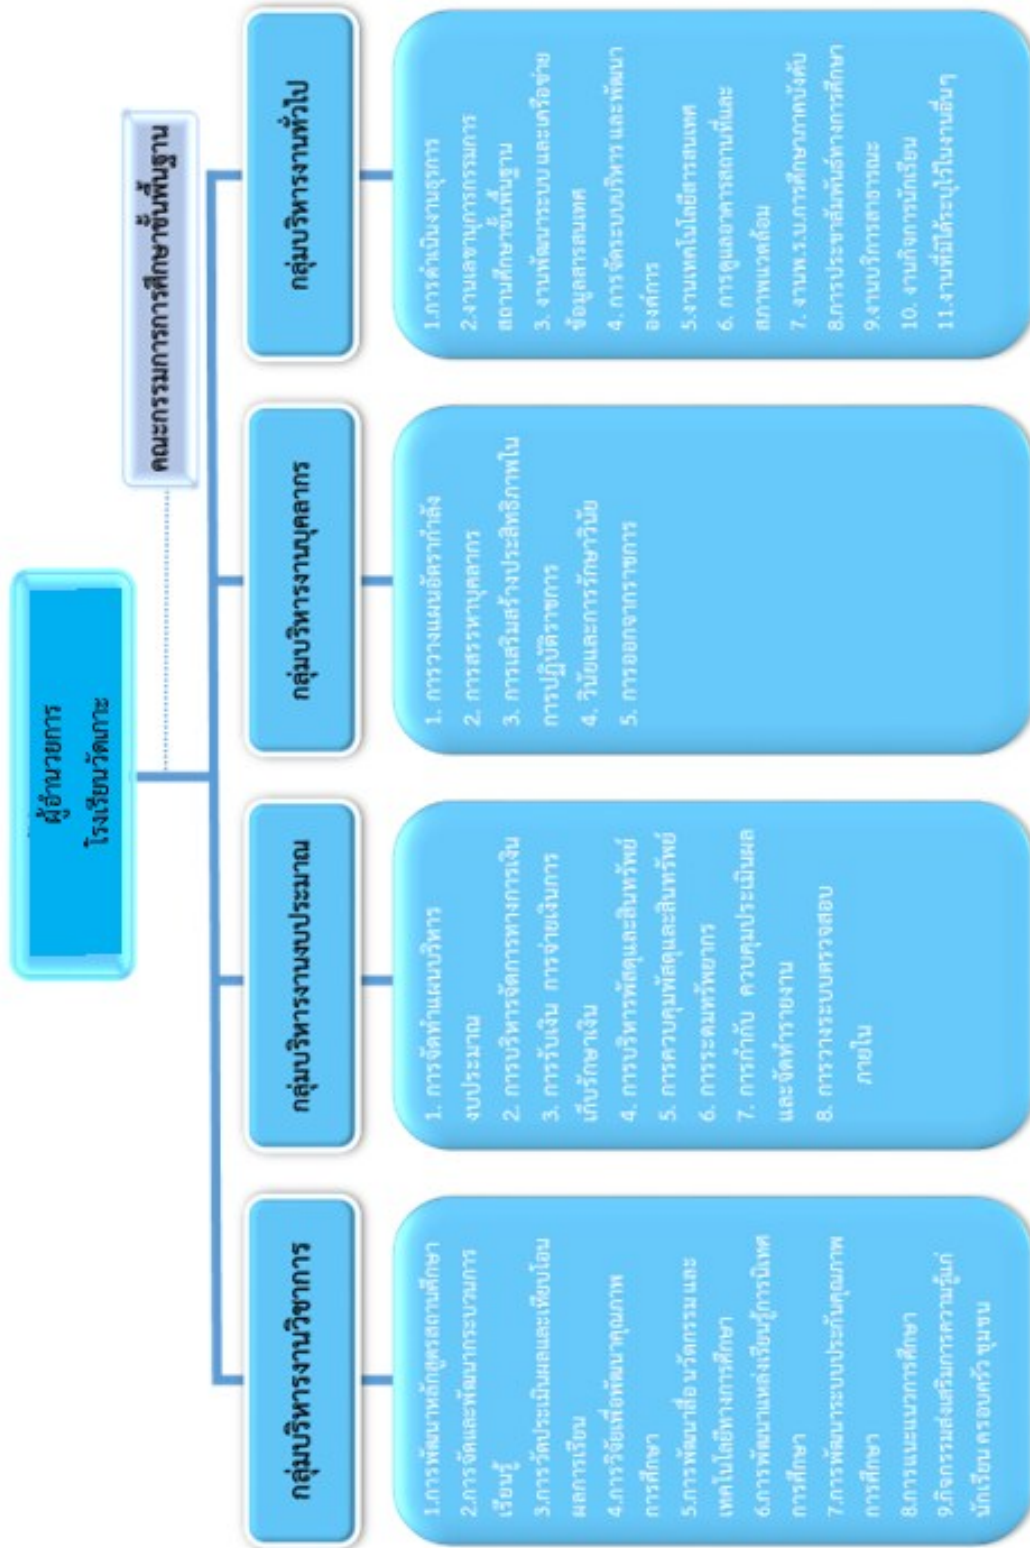 ผู้อำนวยการ
โรงเรียนวัดเกาะ
คณะกรรมการการศึกษาขั้นพื้นฐาน
กลุ่มบริหารงานวิชาการ
1.การพัฒนาหลักสูตรสถานศึกษา
2.การจัดและพัฒนากระบวนการ
เรียนรู้
3.การวัดประเมินผลและเทียบโอน
ผลการเรียน
4.การวิจัยเพื่อพัฒนาคุณภาพ
การศึกษา
5.การพัฒนาสื่อ นวัตกรรมและ
เทคโนโลยีทางการศึกษา
6.การพัฒนาแหล่งเรียนรู้การนิเทศ
การศึกษา
7.การพัฒนาระบบประกันคุณภาพ
การศึกษา
8.การแนะแนวการศึกษา
9.กิจกรรมส่งเสริมการความรู้แก่
นักเรียน ครอบครัว ชุมชน
กลุ่มบริหารงานงบประมาณ
1. การจัดทำแผนบริหาร
งบประมาณ
2. การบริหารจัดการทางการเงิน
3. การรับเงิน การจ่ายเงินการ
เก็บรักษาเงิน
4. การบริหารพัสดุและสินทรัพย์
5. การควบคุมพัสดุและสินทรัพย์
6. การระดมทรัพยากร
7. การกำกับ ควบคุมประเมินผล
และจัดทำรายงาน
8. การวางระบบตรวจสอบ
ภายใน
กลุ่มบริหารงานบุคลากร
1. การวางแผนอัตรากำลัง
2. การสรรหาบุคลากร
3. การเสริมสร้างประสิทธิภาพใน
การปฏิบัติราชการ
4. วินัยและการรักษาวินัย
5. การออกจากราชการ
กลุ่มบริหารงานทั่วไป
1.การดำเนินงานธุรการ
2.งานเลขานุการกรรมการ
สถานศึกษาขั้นพื้นฐาน
3. งานพัฒนาระบบ และเครือข่าย
ข้อมูลสารสนเทศ
4. การจัดระบบบริหาร และพัฒนา
องค์การ
5.งานเทคโนโลยีสารสนเทศ
6. การดูแลอาคารสถานที่และ
สภาพแวดล้อม
7. งานพ.ร.บ.การศึกษาภาคบังคับ
8.การประชาสัมพันธ์ทางการศึกษา
9.งานบริการสาธารณะ
10. งานกิจการนักเรียน
11.งานที่มิได้ระบุไว้ในงานอื่นๆ